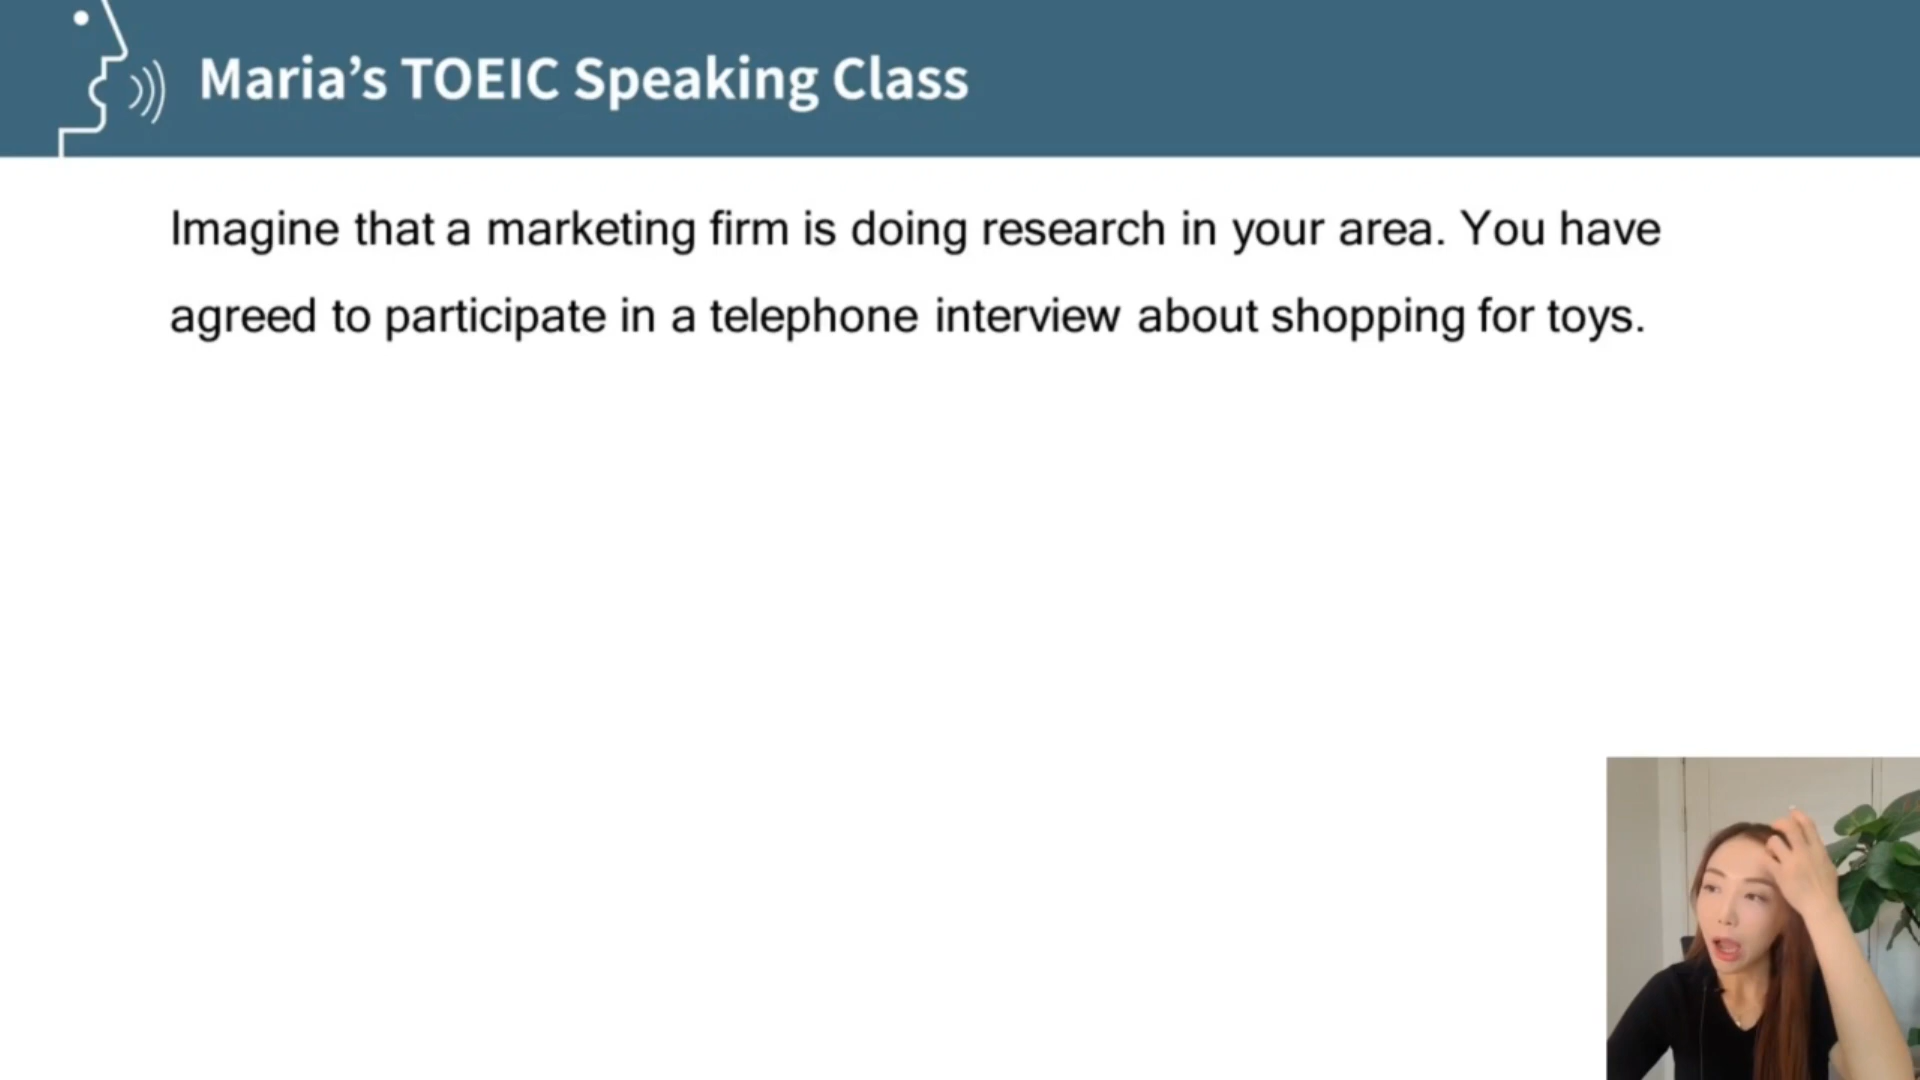 Maria’s TOEIC Speaking Class
Imagine that a marketing firm is doing research in your area. You have
agreed to participate in a telephone interview about shopping for toys.